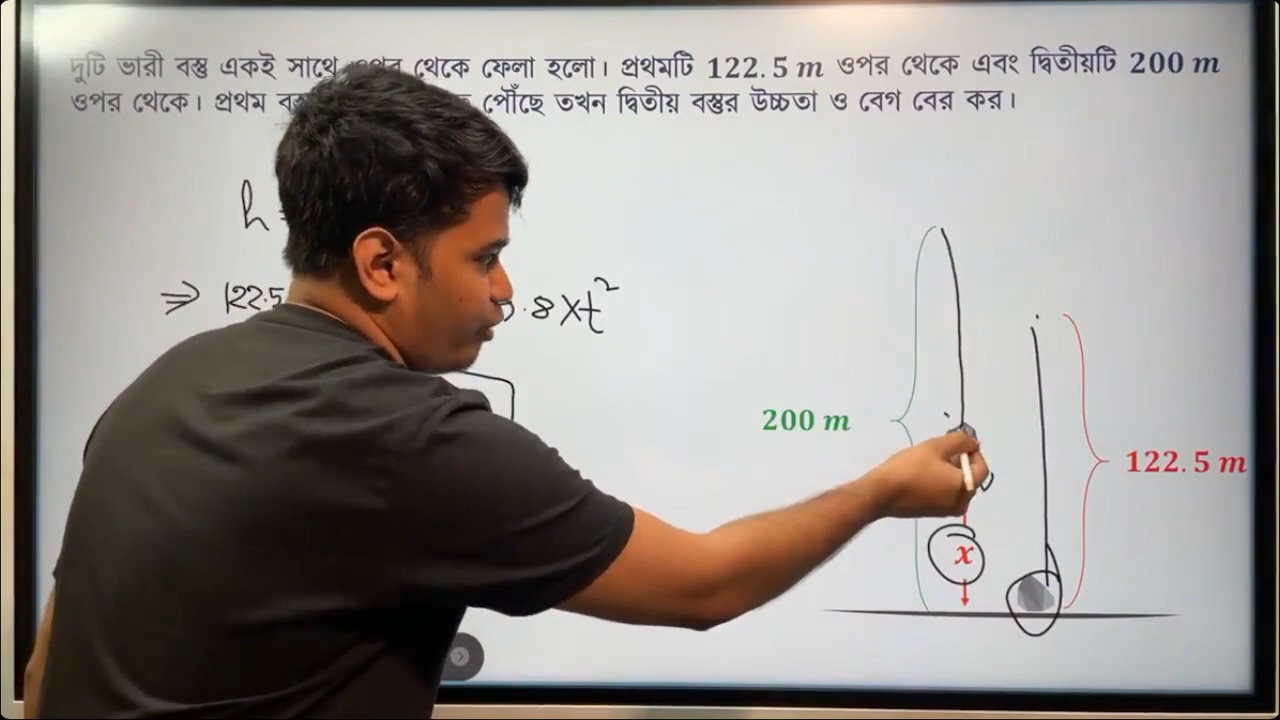 দুটি ভারী বস্তু একই সাথে ওপর থেকে ফেলা হলো। প্রথমটি 122.5 m ওপর থেকে এবং দ্বিতীয়টি 200 m
ওপর থেকে। প্রথম পৌঁছে তখন দ্বিতীয় বস্তুর উচ্চতা ও বেগ বের কর।
h
⇒ 122.5 .8 × t²
200 m
122.5 m
x